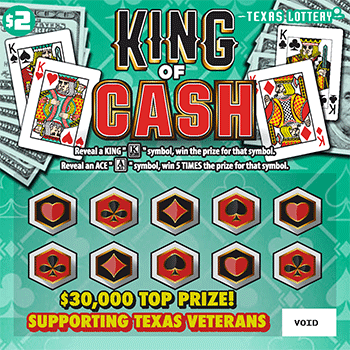 $2
TEXAS LOTTERY
KING
OF
CASH
K K
K K
Reveal a KING " K " symbol, win the prize for that symbol.
Reveal an ACE " A " symbol, win 5 TIMES the prize for that symbol.
$30,000 TOP PRIZE!
SUPPORTING TEXAS VETERANS
VOID